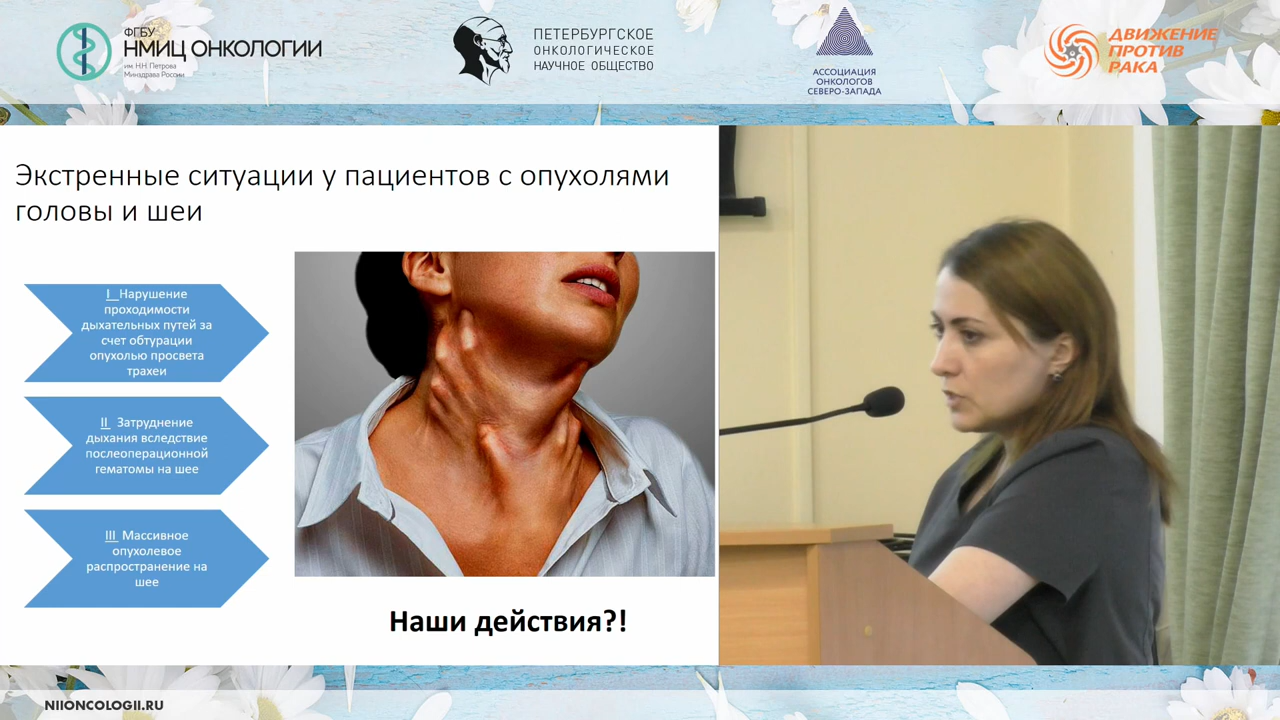 ФГБУ
НМИЦ ОНКОЛОГИИ
им. Н.Н. Петрова
Минздрава России
ПЕТЕРБУРГСКОЕ
ОНКОЛОГИЧЕСКОЕ
НАУЧНОЕ ОБЩЕСТВО
АССОЦИАЦИЯ
ОНКОЛОГОВ
СЕВЕРО-ЗАПАДА
ДВИЖЕНИЕ
ПРОТИВ
РАКА
Экстренные ситуации у пациентов с опухолями
головы и шеи
I Нарушение
проходимости
дыхательных путей за
счет обтурации
опухолью просвета
трахеи
II Затруднение
дыхания вследствие
послеоперационной
гематомы на шее
III Массивное
опухолевое
распространение на
шее
Наши действия?!
NIIONCOLOGII.RU